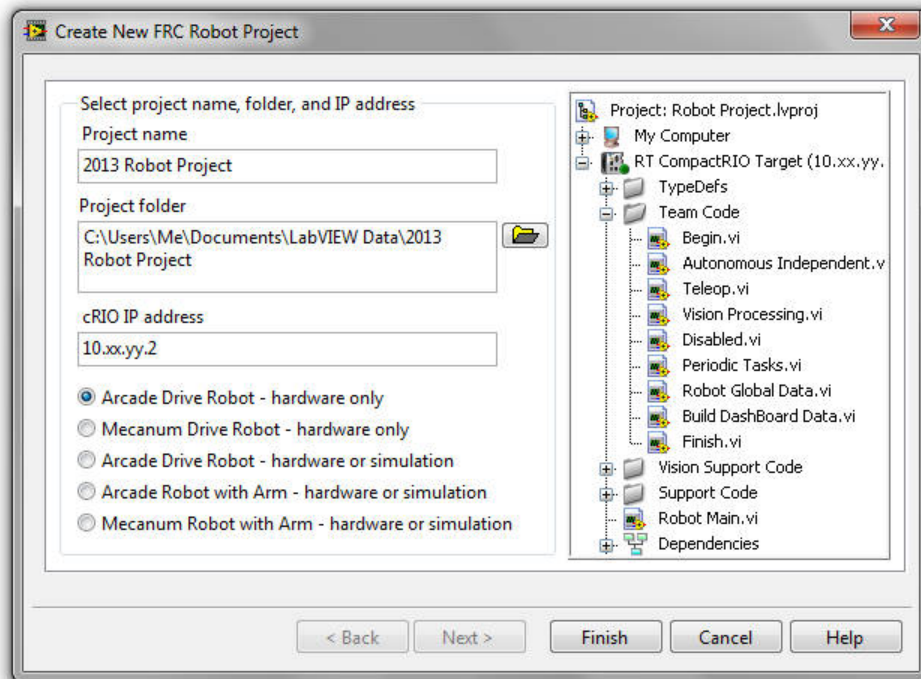 Create New FRC Robot Project
Select project name, folder, and IP address
Project name
2013 Robot Project
Project folder
C:\Users\Me\Documents\LabVIEW Data\2013
Robot Project
cRIO IP address
10.xx.yy.2
Arcade Drive Robot - hardware only
Mecanum Drive Robot - hardware only
Arcade Drive Robot - hardware or simulation
Arcade Robot with Arm - hardware or simulation
Mecanum Robot with Arm - hardware or simulation
Project: Robot Project.lvproj
My Computer
RT CompactRIO Target (10.xx.yy.
TypeDefs
Team Code
Begin.vi
Autonomous Independent.v
Teleop.vi
Vision Processing.vi
Disabled.vi
Periodic Tasks.vi
Robot Global Data.vi
Build DashBoard Data.vi
Finish.vi
Vision Support Code
Support Code
Robot Main.vi
Dependencies
< Back
Next >
Finish
Cancel
Help